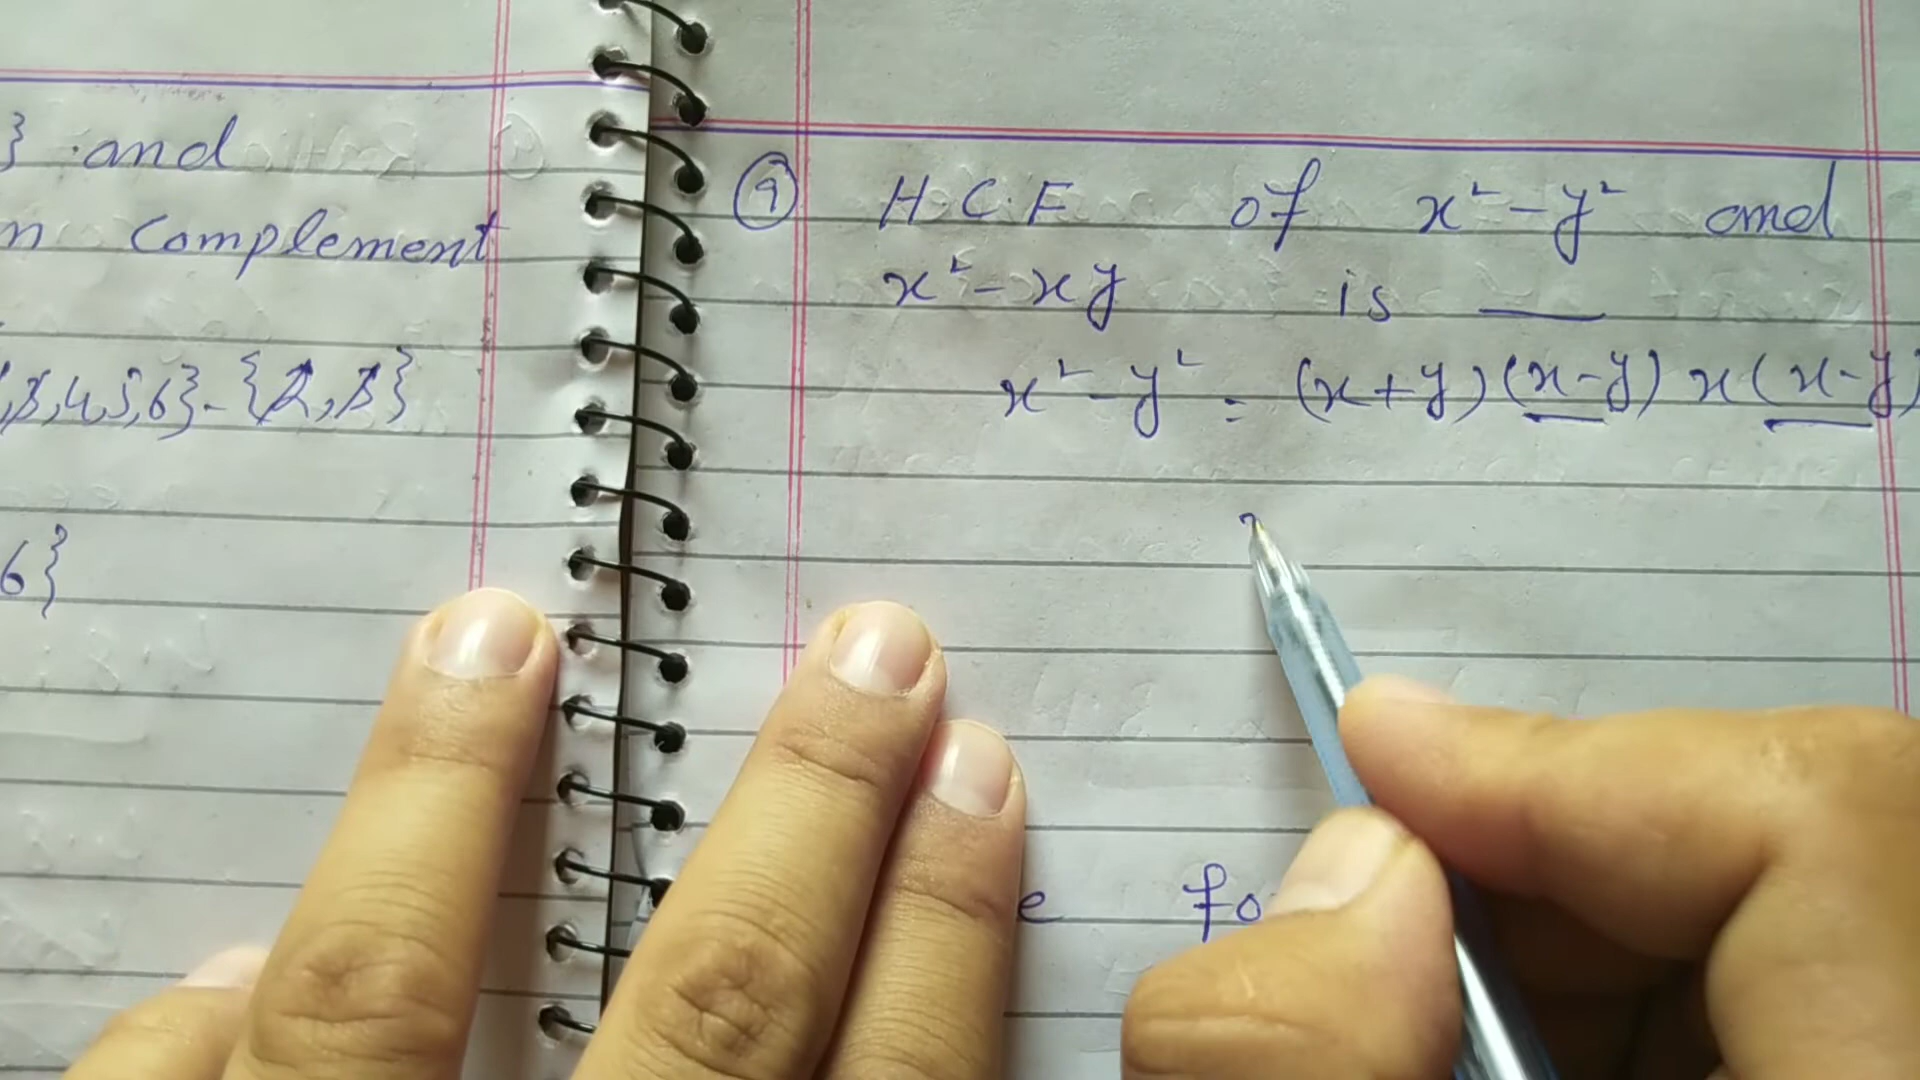 } and
n complement
,3,4,5,6} - {2,3}
6}
⑨ H.C.F of x² - y² and
x² - xy is ___
x² - y² = (x+y)(x-y) x(x-y)
e fo